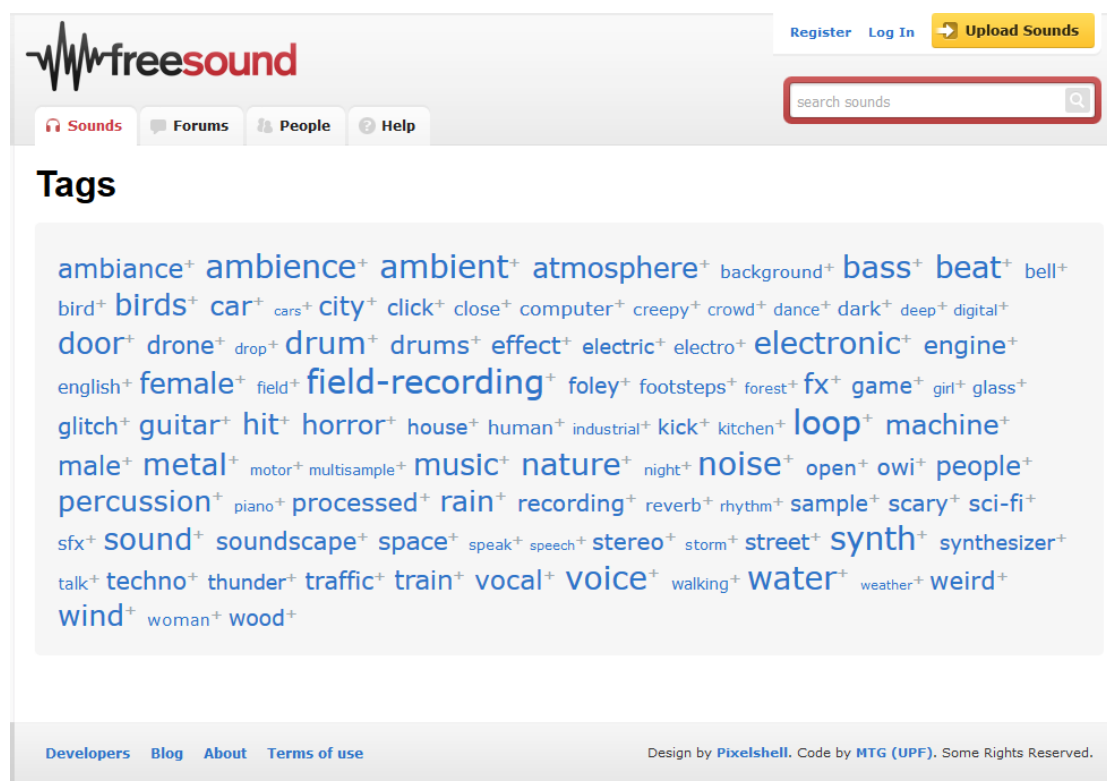 Register Log In Upload Sounds
freesound
search sounds
Sounds Forums People Help
Tags
ambiance+ ambience+ ambient+ atmosphere+ background+ bass+ beat+ bell+
bird+ birds+ car+ cars+ city+ click+ close+ computer+ creepy+ crowd+ dance+ dark+ deep+ digital+
door+ drone+ drop+ drum+ drums+ effect+ electric+ electro+ electronic+ engine+
english+ female+ field+ field-recording+ foley+ footsteps+ forest+ fx+ game+ girl+ glass+
glitch+ guitar+ hit+ horror+ house+ human+ industrial+ kick+ kitchen+ loop+ machine+
male+ metal+ motor+ multisample+ music+ nature+ night+ noise+ open+ owi+ people+
percussion+ piano+ processed+ rain+ recording+ reverb+ rhythm+ sample+ scary+ sci-fi+
sfx+ sound+ soundscape+ space+ speak+ speech+ stereo+ storm+ street+ synth+ synthesizer+
talk+ techno+ thunder+ traffic+ train+ vocal+ voice+ walking+ water+ weather+ weird+
wind+ woman+ wood+
Developers Blog About Terms of use Design by Pixelshell. Code by MTG (UPF). Some Rights Reserved.